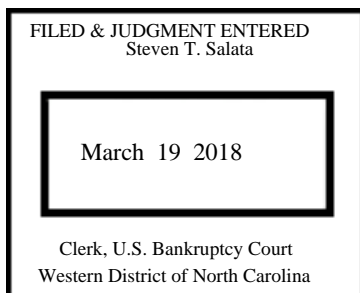 FILED & JUDGMENT ENTERED
Steven T. Salata
March 19 2018
Clerk, U.S. Bankruptcy Court
Western District of North Carolina